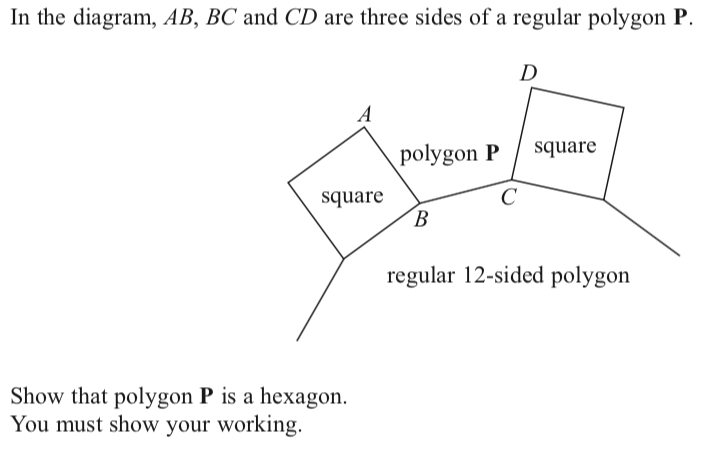 In the diagram, AB, BC and CD are three sides of a regular polygon P.
D
A
polygon P
square
square
C
B
regular 12-sided polygon
Show that polygon P is a hexagon.
You must show your working.